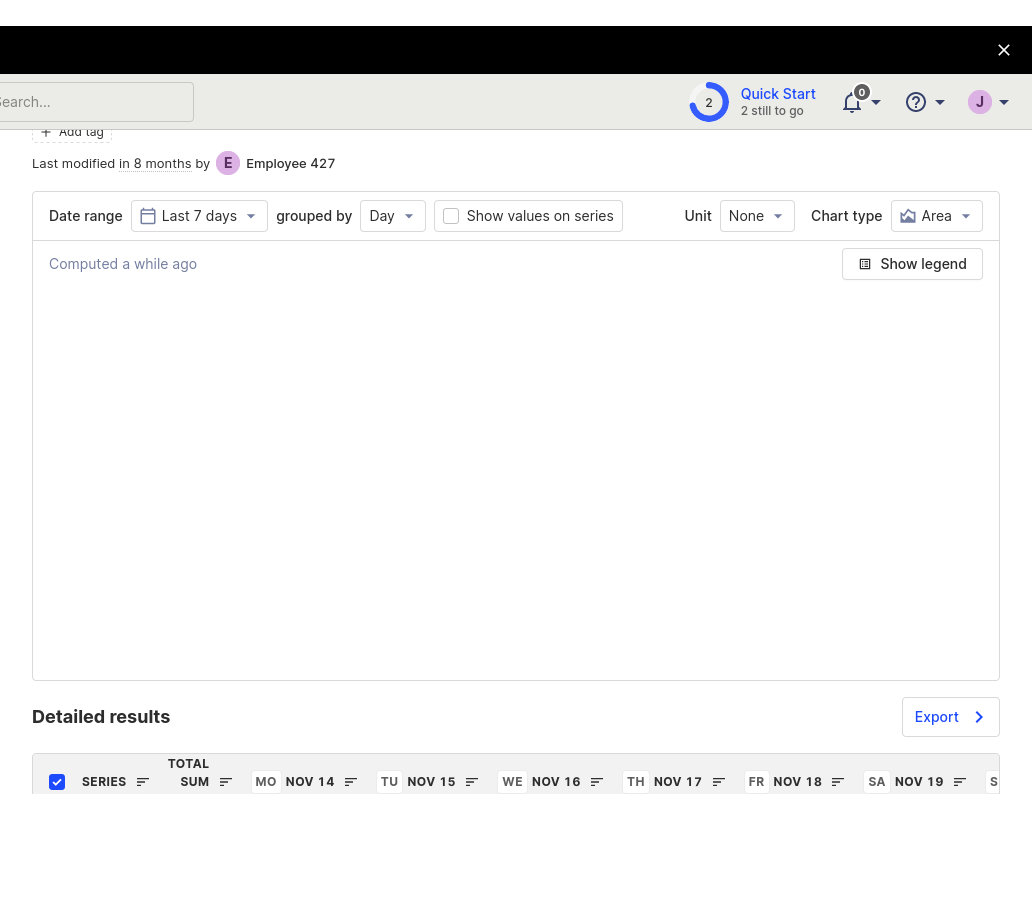 Search...
2
Quick Start
2 still to go
0
J
Add tag
Last modified in 8 months by E Employee 427
Date range Last 7 days grouped by Day Show values on series Unit None Chart type Area
Computed a while ago
Show legend
Detailed results
Export
TOTAL
SERIES SUM MO NOV 14 TU NOV 15 WE NOV 16 TH NOV 17 FR NOV 18 SA NOV 19 S